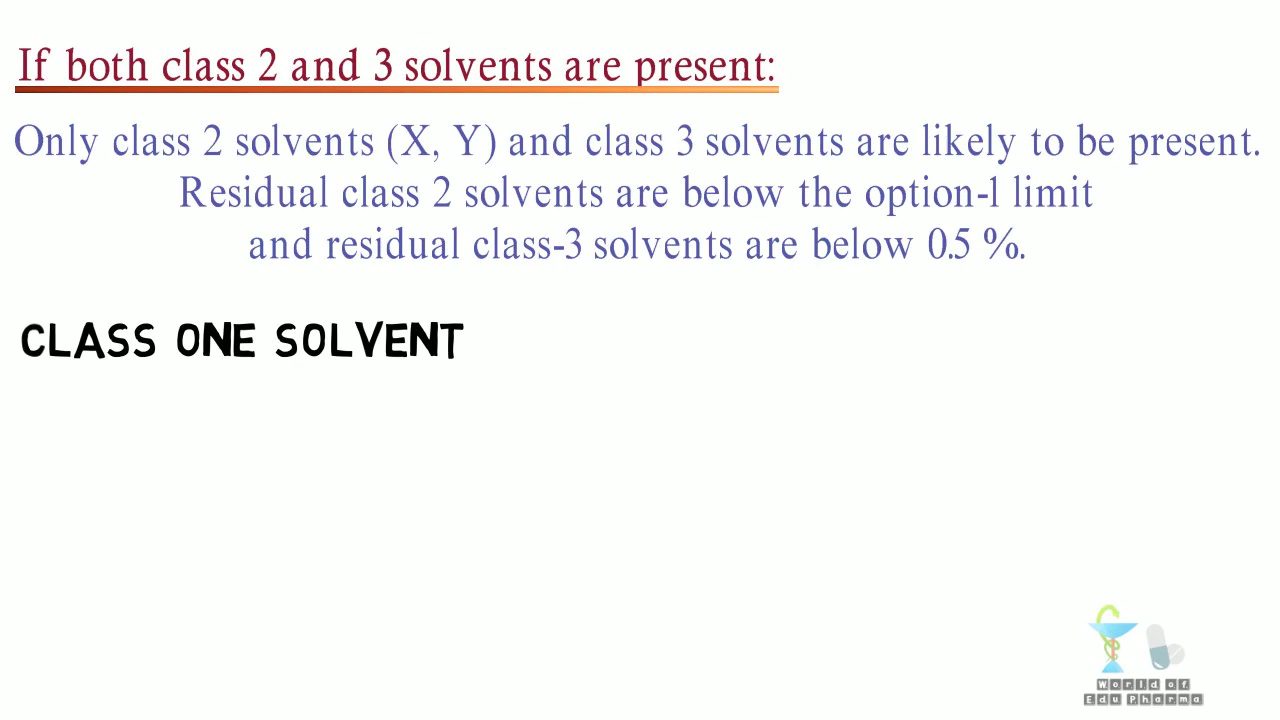 If both class 2 and 3 solvents are present:
Only class 2 solvents (X, Y) and class 3 solvents are likely to be present.
Residual class 2 solvents are below the option-1 limit
and residual class-3 solvents are below 0.5 %.
CLASS ONE SOLVENT
World of
Edu Pharma